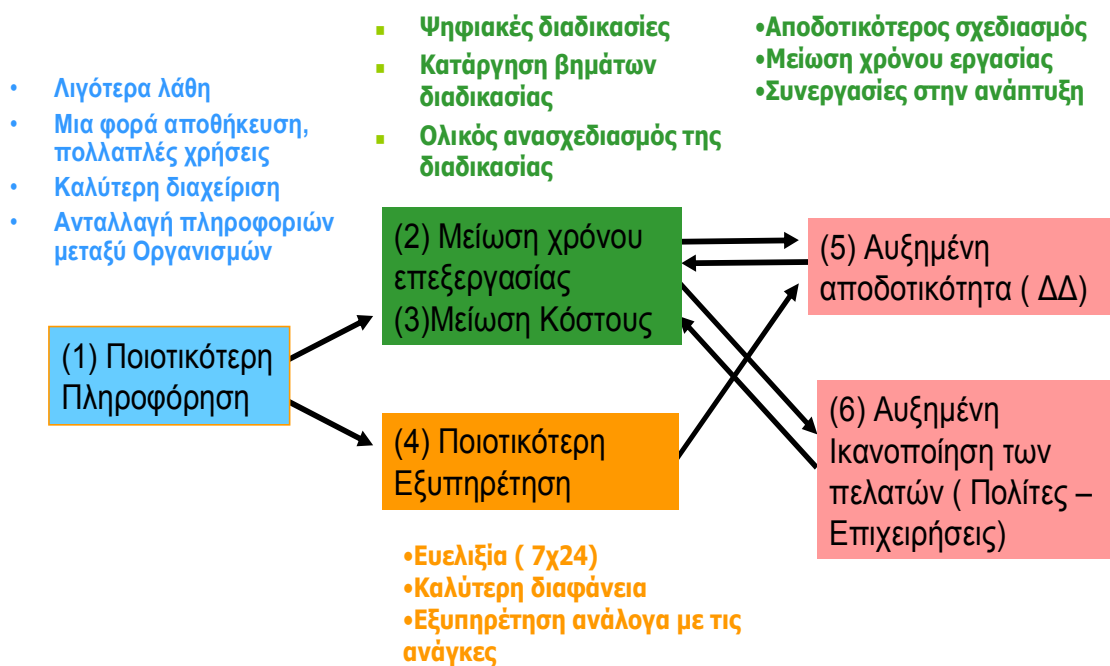 Ψηφιακές διαδικασίες
Κατάργηση βημάτων
διαδικασίας
Ολικός ανασχεδιασμός της
διαδικασίας
•Αποδοτικότερος σχεδιασμός
•Μείωση χρόνου εργασίας
•Συνεργασίες στην ανάπτυξη
• Λιγότερα λάθη
• Μια φορά αποθήκευση,
πολλαπλές χρήσεις
• Καλύτερη διαχείριση
• Ανταλλαγή πληροφοριών
μεταξύ Οργανισμών
(1) Ποιοτικότερη
Πληροφόρηση
(2) Μείωση χρόνου
επεξεργασίας
(3)Μείωση Κόστους
(4) Ποιοτικότερη
Εξυπηρέτηση
(5) Αυξημένη
αποδοτικότητα ( ΔΔ)
(6) Αυξημένη
Ικανοποίηση των
πελατών ( Πολίτες –
Επιχειρήσεις)
•Ευελιξία ( 7χ24)
•Καλύτερη διαφάνεια
•Εξυπηρέτηση ανάλογα με τις
ανάγκες